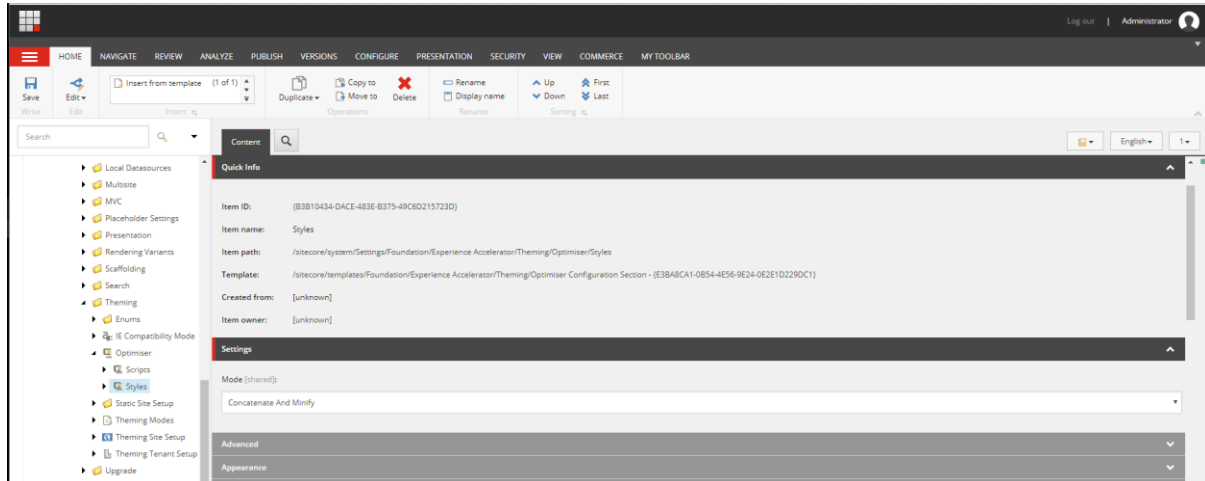 Log out | Administrator
HOME NAVIGATE REVIEW ANALYZE PUBLISH VERSIONS CONFIGURE PRESENTATION SECURITY VIEW COMMERCE MY TOOLBAR
Save
Write
Edit
Edit
Insert from template (1 of 1)
Insert
Duplicate
Copy to
Move to
Delete
Operations
Rename
Display name
Rename
Up
Down
First
Last
Sorting
Search
Local Datasources
Multisite
MVC
Placeholder Settings
Presentation
Rendering Variants
Scaffolding
Search
Theming
Enums
IE Compatibility Mode
Optimiser
Scripts
Styles
Static Site Setup
Theming Modes
Theming Site Setup
Theming Tenant Setup
Upgrade
Content
English 1
Quick Info
Item ID: {B3B10434-DACE-483E-B375-49C6D215723D}
Item name: Styles
Item path: /sitecore/system/Settings/Foundation/Experience Accelerator/Theming/Optimiser/Styles
Template: /sitecore/templates/Foundation/Experience Accelerator/Theming/Optimiser Configuration Section - {E3BA8CA1-0B54-4E56-9E24-0E2E1D229DC1}
Created from: [unknown]
Item owner: [unknown]
Settings
Mode [shared]:
Concatenate And Minify
Advanced
Appearance